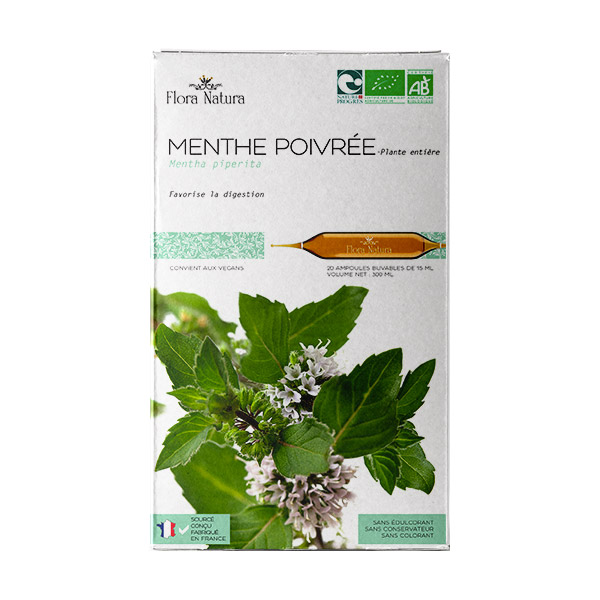 Flora Natura
NATURE & PROGRÈS
AB
MENTHE POIVRÉE - Plante entière
Mentha piperita
Favorise la digestion
Flora Natura
CONVIENT AUX VEGANS
20 AMPOULES BUVABLES DE 15 ML
VOLUME NET : 300 ML
SOURCÉ
CONÇU
FABRIQUÉ
EN FRANCE
SANS ÉDULCORANT
SANS CONSERVATEUR
SANS COLORANT